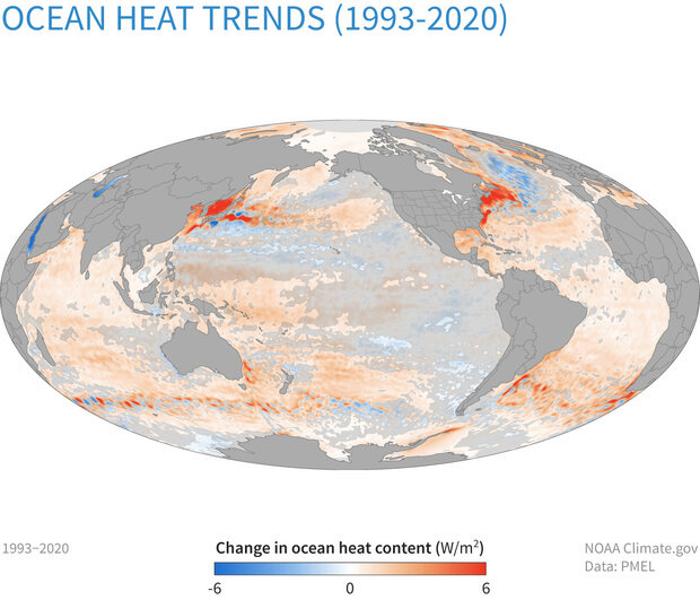 OCEAN HEAT TRENDS (1993-2020)
1993–2020
Change in ocean heat content (W/m²)
-6 0 6
NOAA Climate.gov
Data: PMEL